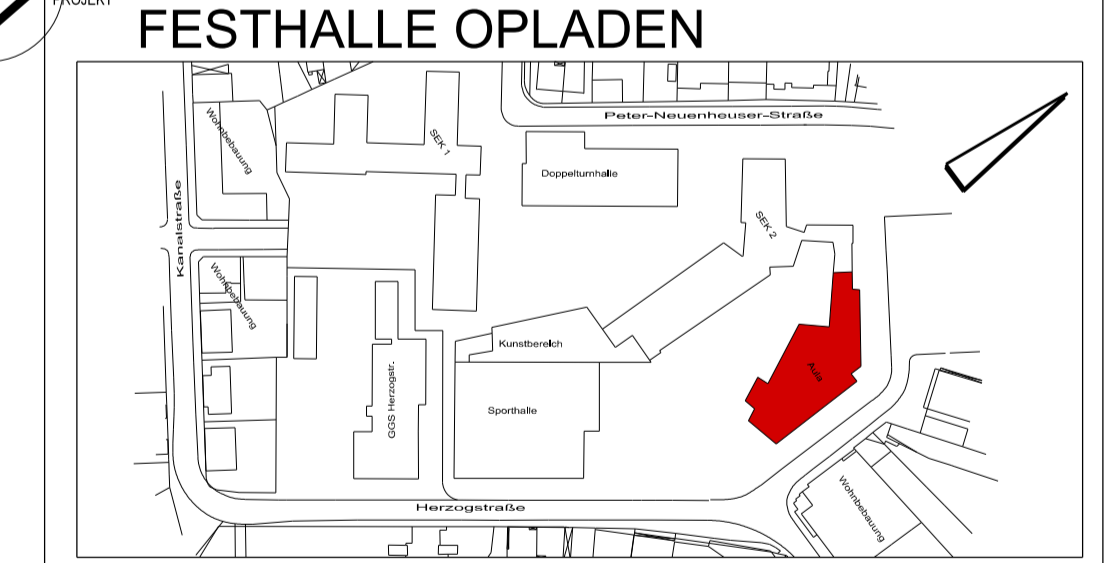 PROJEKT
FESTHALLE OPLADEN
Peter-Neuenheuser-Straße
Wohnbebauung
SEK 1
Doppelturnhalle
Kanalstraße
SEK 2
Wohnbebauung
Kunstbereich
Aula
GGS Herzogstr.
Sporthalle
Herzogstraße
Wohnbebauung